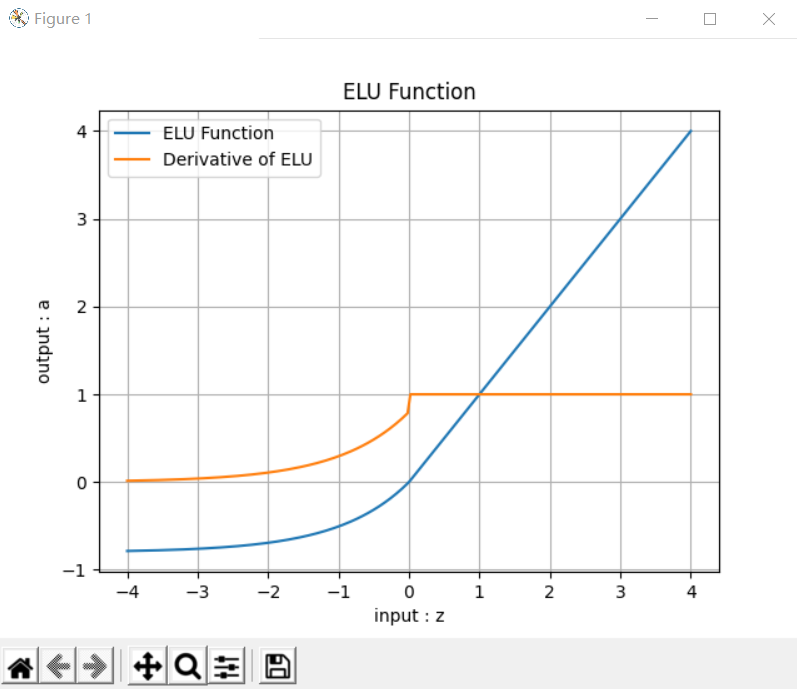 Figure 1
ELU Function
ELU Function
Derivative of ELU
4
3
2
1
0
−1
output : a
−4 −3 −2 −1 0 1 2 3 4
input : z